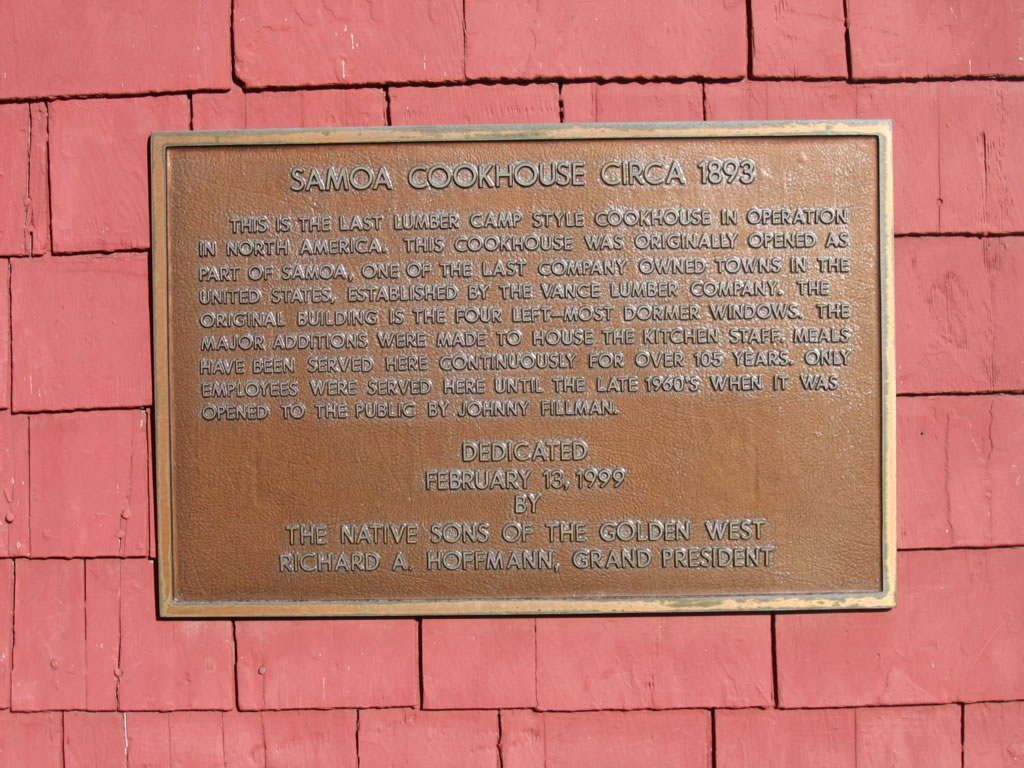 SAMOA COOKHOUSE CIRCA 1893
THIS IS THE LAST LUMBER CAMP STYLE COOKHOUSE IN OPERATION
IN NORTH AMERICA. THIS COOKHOUSE WAS ORIGINALLY OPENED AS
PART OF SAMOA, ONE OF THE LAST COMPANY OWNED TOWNS IN THE
UNITED STATES, ESTABLISHED BY THE VANCE LUMBER COMPANY. THE
ORIGINAL BUILDING IS THE FOUR LEFT-MOST DORMER WINDOWS. THE
MAJOR ADDITIONS WERE MADE TO HOUSE THE KITCHEN STAFF. MEALS
HAVE BEEN SERVED HERE CONTINUOUSLY FOR OVER 105 YEARS. ONLY
EMPLOYEES WERE SERVED HERE UNTIL THE LATE 1960'S WHEN IT WAS
OPENED TO THE PUBLIC BY JOHNNY FILLMAN.
DEDICATED
FEBRUARY 13, 1999
BY
THE NATIVE SONS OF THE GOLDEN WEST
RICHARD A. HOFFMANN, GRAND PRESIDENT